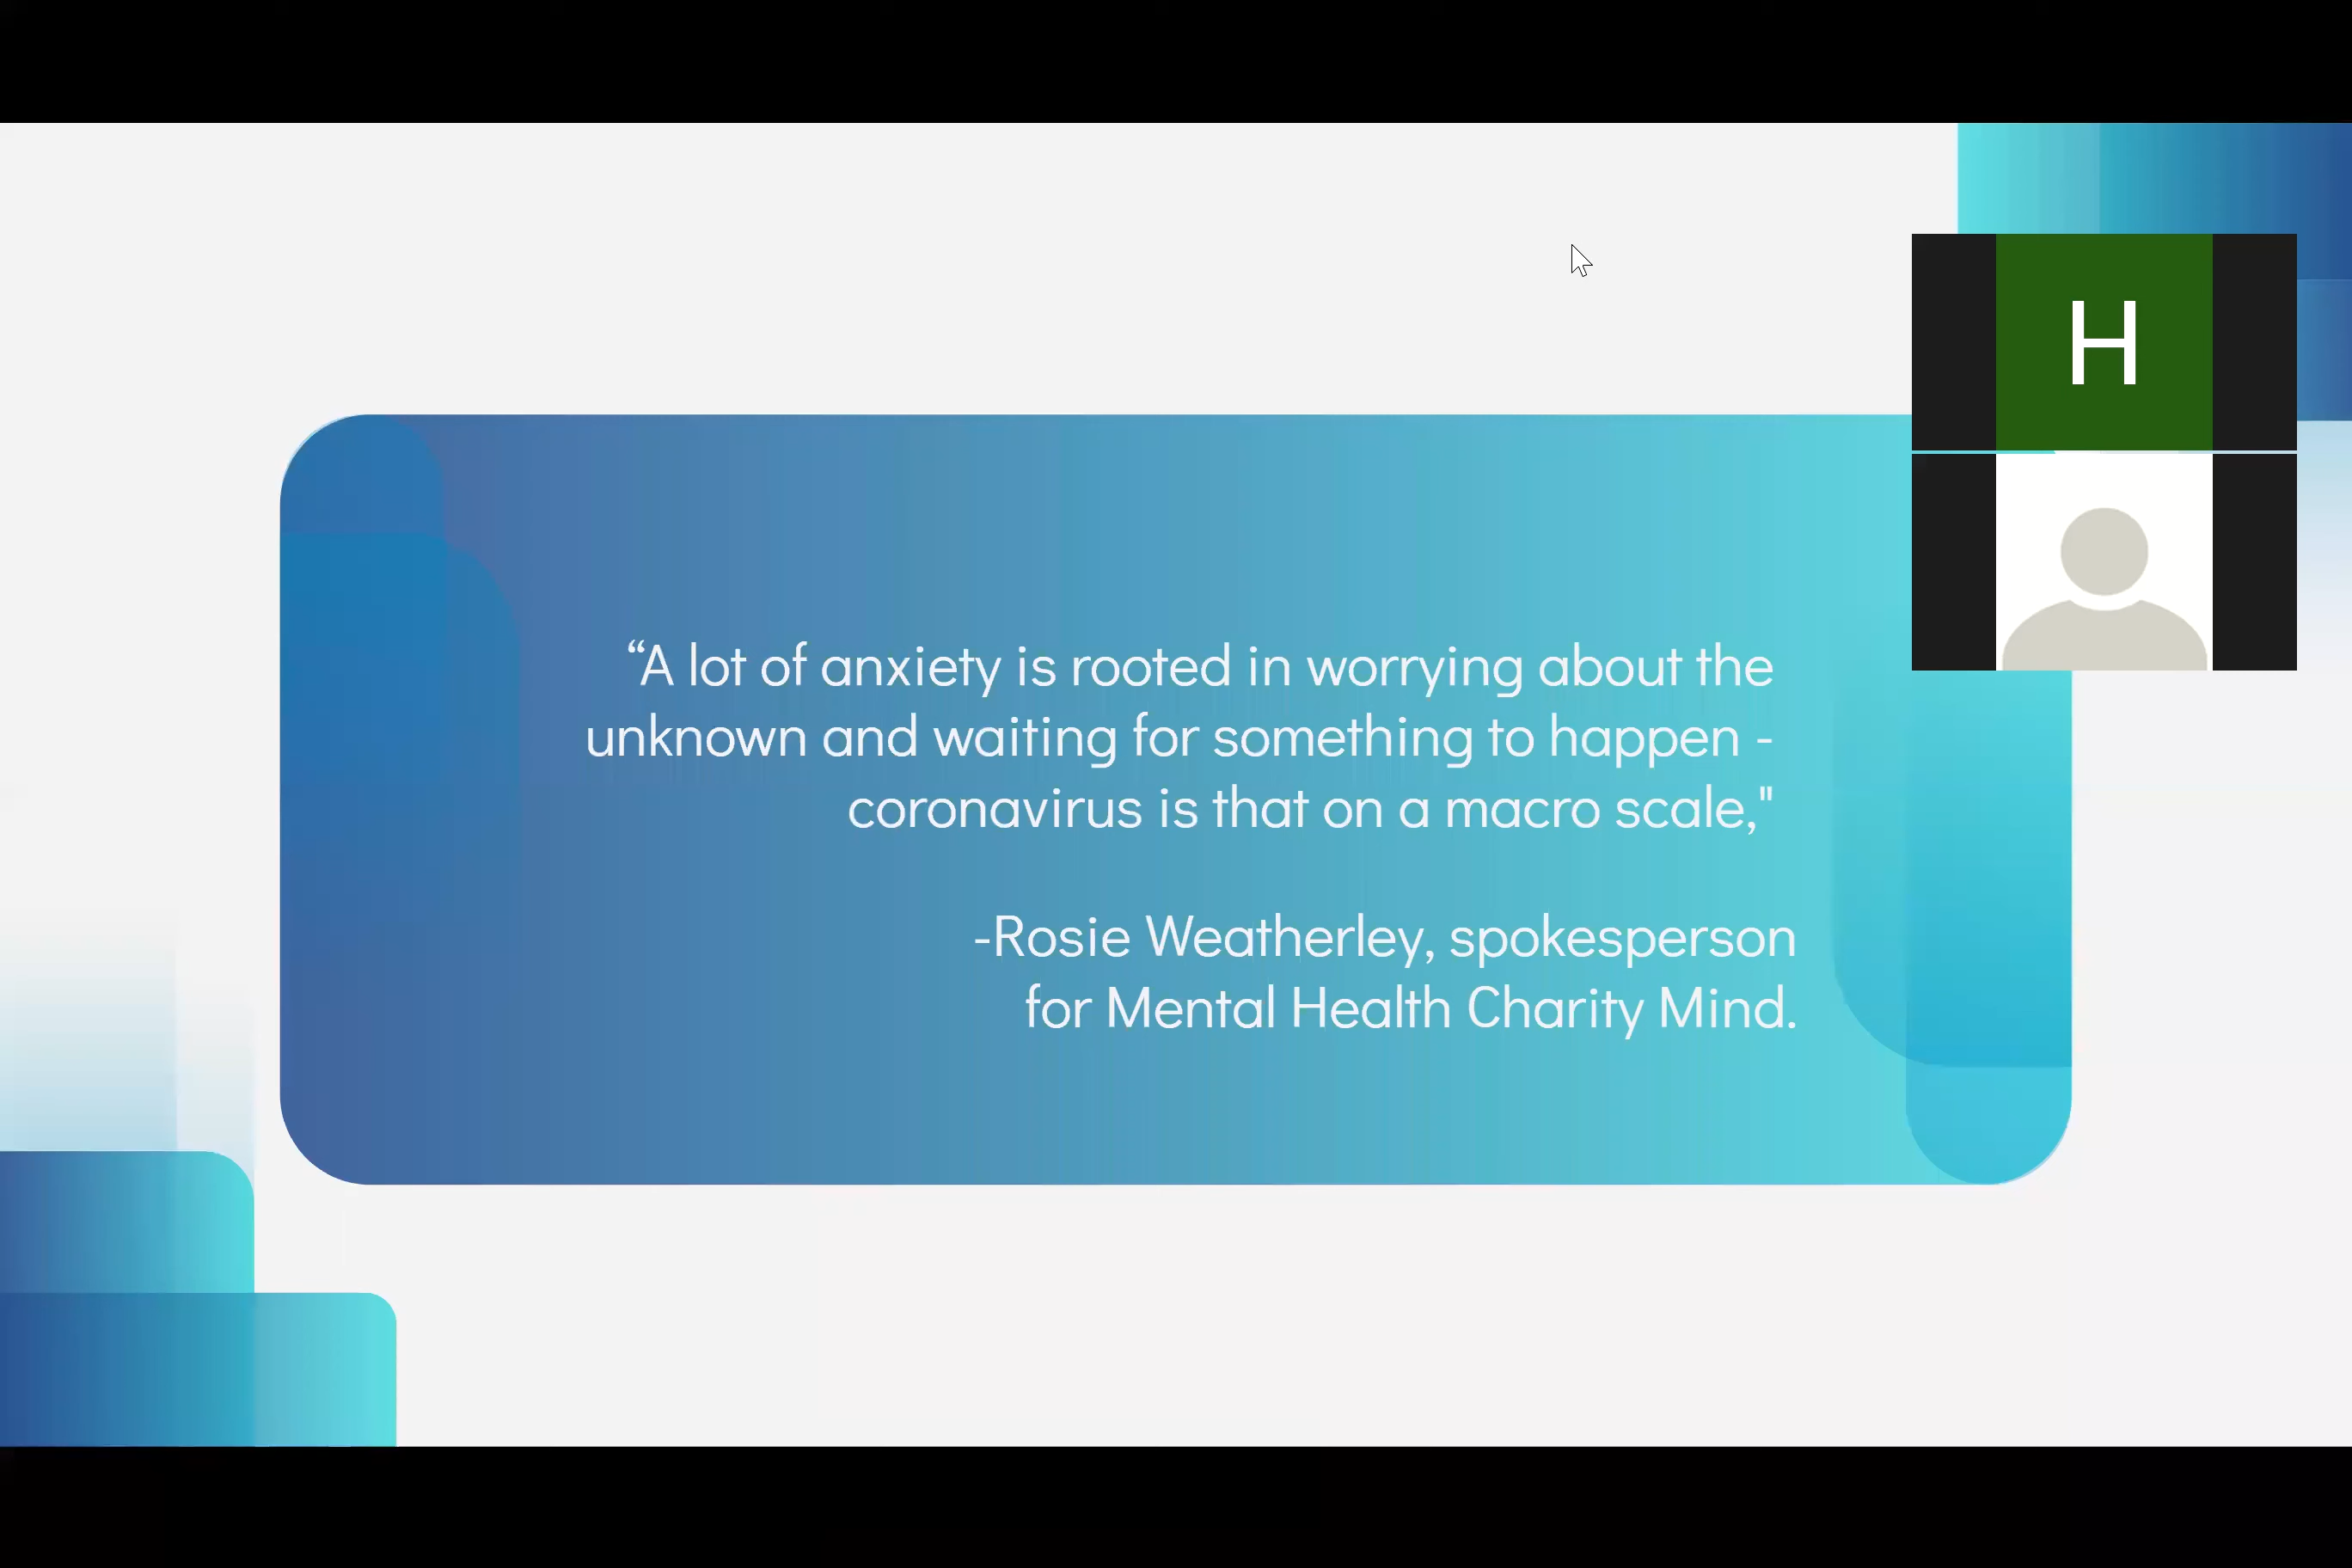 H
“A lot of anxiety is rooted in worrying about the
unknown and waiting for something to happen -
coronavirus is that on a macro scale,"
-Rosie Weatherley, spokesperson
for Mental Health Charity Mind.